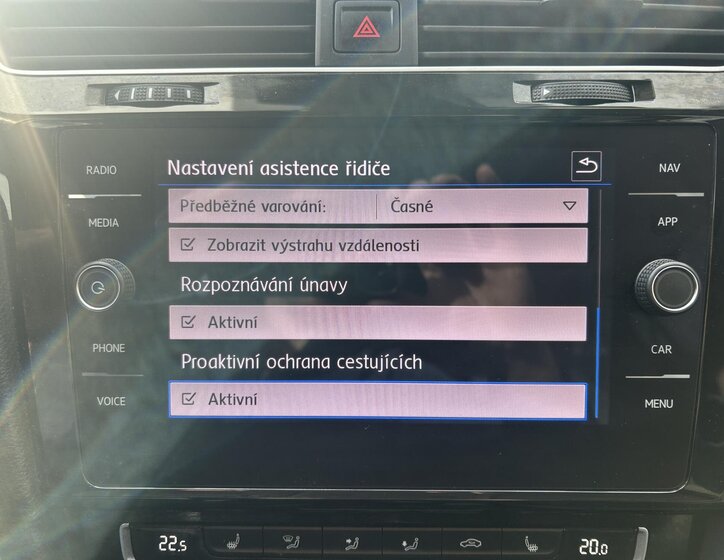 RADIO
MEDIA
PHONE
VOICE
Nastavení asistence řidiče
Předběžné varování: Časné
Zobrazit výstrahu vzdálenosti
Rozpoznávání únavy
Aktivní
Proaktivní ochrana cestujících
Aktivní
NAV
APP
CAR
MENU
22.5
20.0